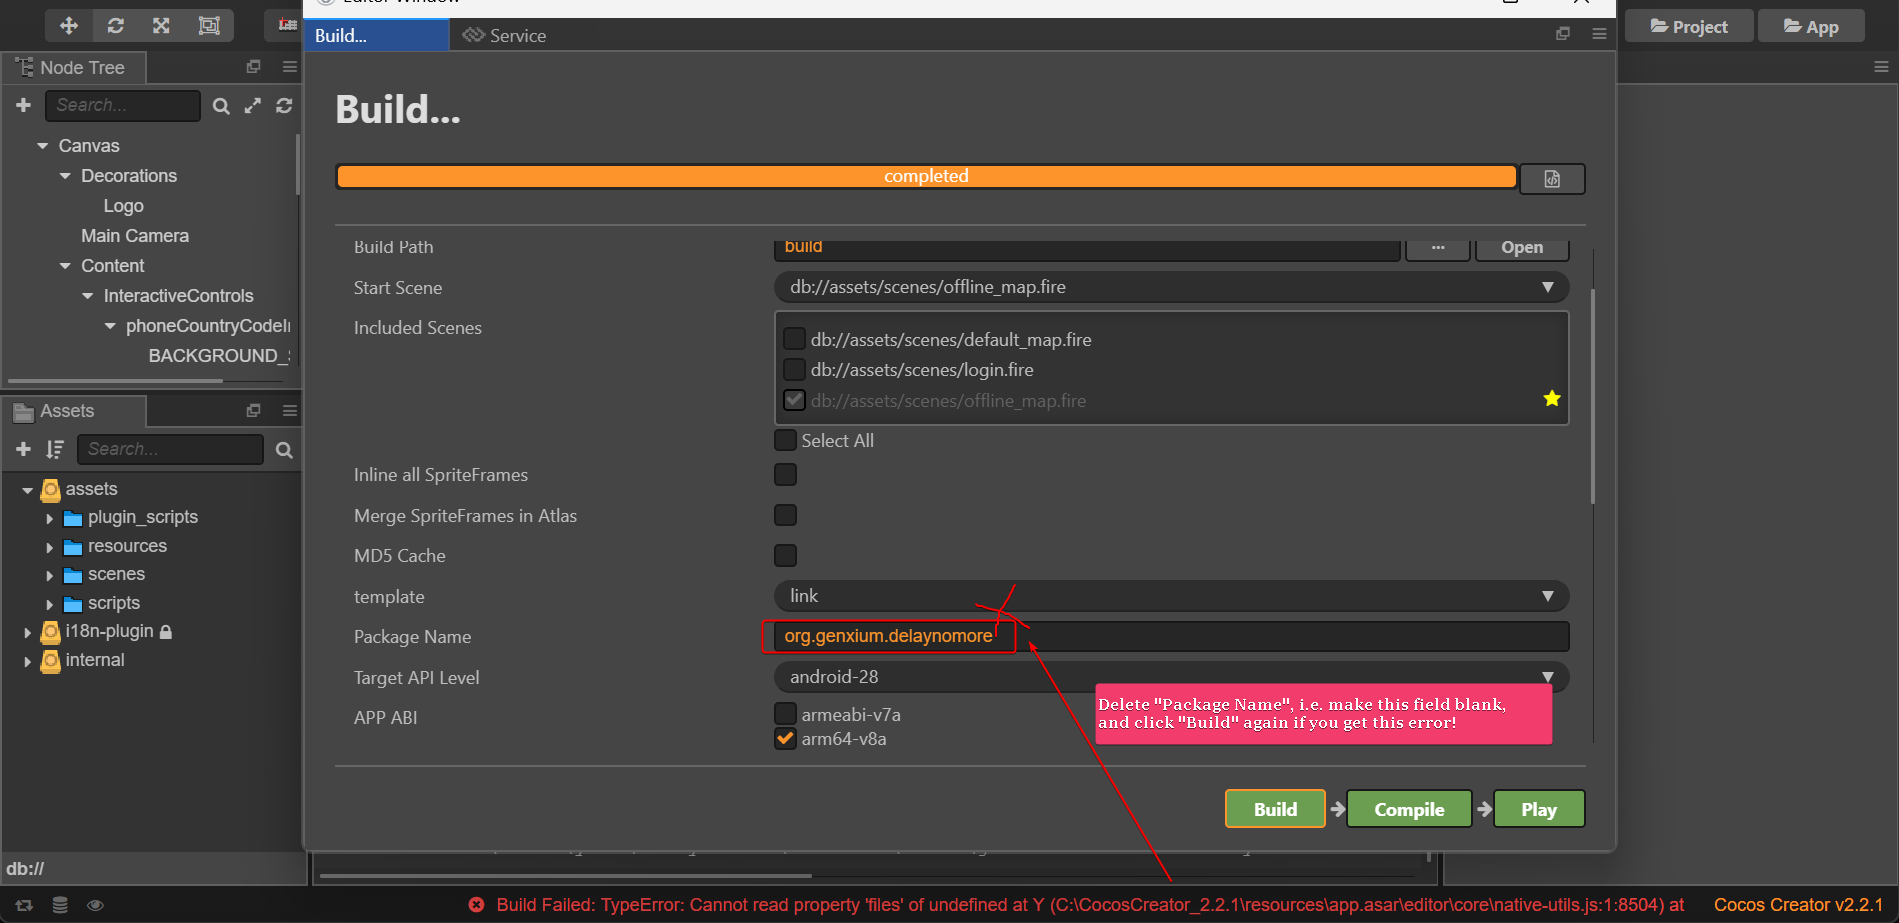 Editor Window
Project
App
Build...
Service
Node Tree
Search...
Canvas
Decorations
Logo
Main Camera
Content
InteractiveControls
phoneCountryCodeI
BACKGROUND_
Assets
Search...
assets
plugin_scripts
resources
scenes
scripts
i18n-plugin
internal
db://
Build...
completed
Build Path
build
...
Open
Start Scene
db://assets/scenes/offline_map.fire
Included Scenes
db://assets/scenes/default_map.fire
db://assets/scenes/login.fire
db://assets/scenes/offline_map.fire
Select All
Inline all SpriteFrames
Merge SpriteFrames in Atlas
MD5 Cache
template
link
Package Name
org.genxium.delaynomore
Target API Level
android-28
APP ABI
armeabi-v7a
arm64-v8a
Delete "Package Name", i.e. make this field blank,
and click "Build" again if you get this error!
Build
Compile
Play
Build Failed: TypeError: Cannot read property 'files' of undefined at Y (C:\CocosCreator_2.2.1\resources\app.asar\editor\core\native-utils.js:1:8504) at
Cocos Creator v2.2.1